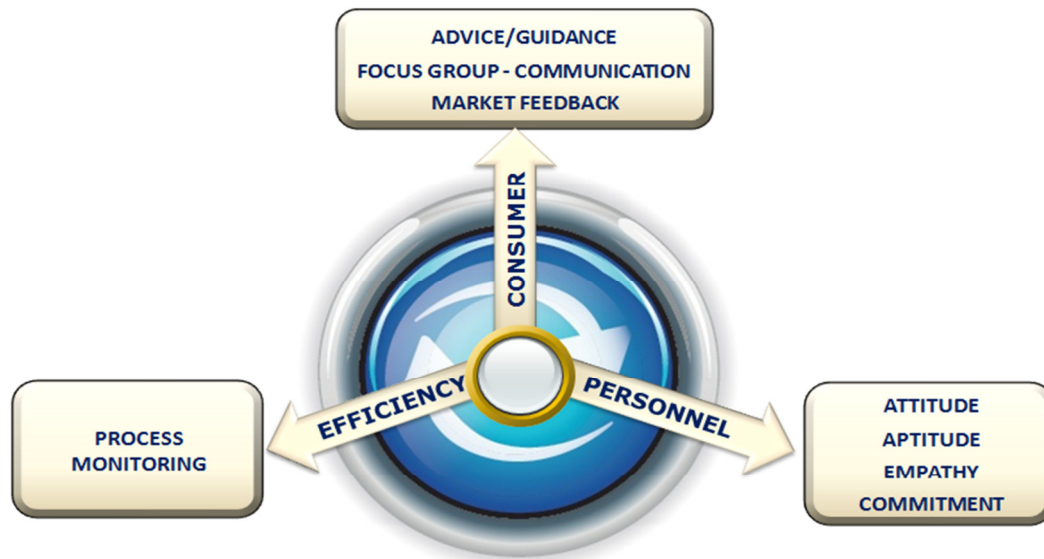 ADVICE/GUIDANCE
FOCUS GROUP - COMMUNICATION
MARKET FEEDBACK
CONSUMER
EFFICIENCY
PERSONNEL
PROCESS
MONITORING
ATTITUDE
APTITUDE
EMPATHY
COMMITMENT